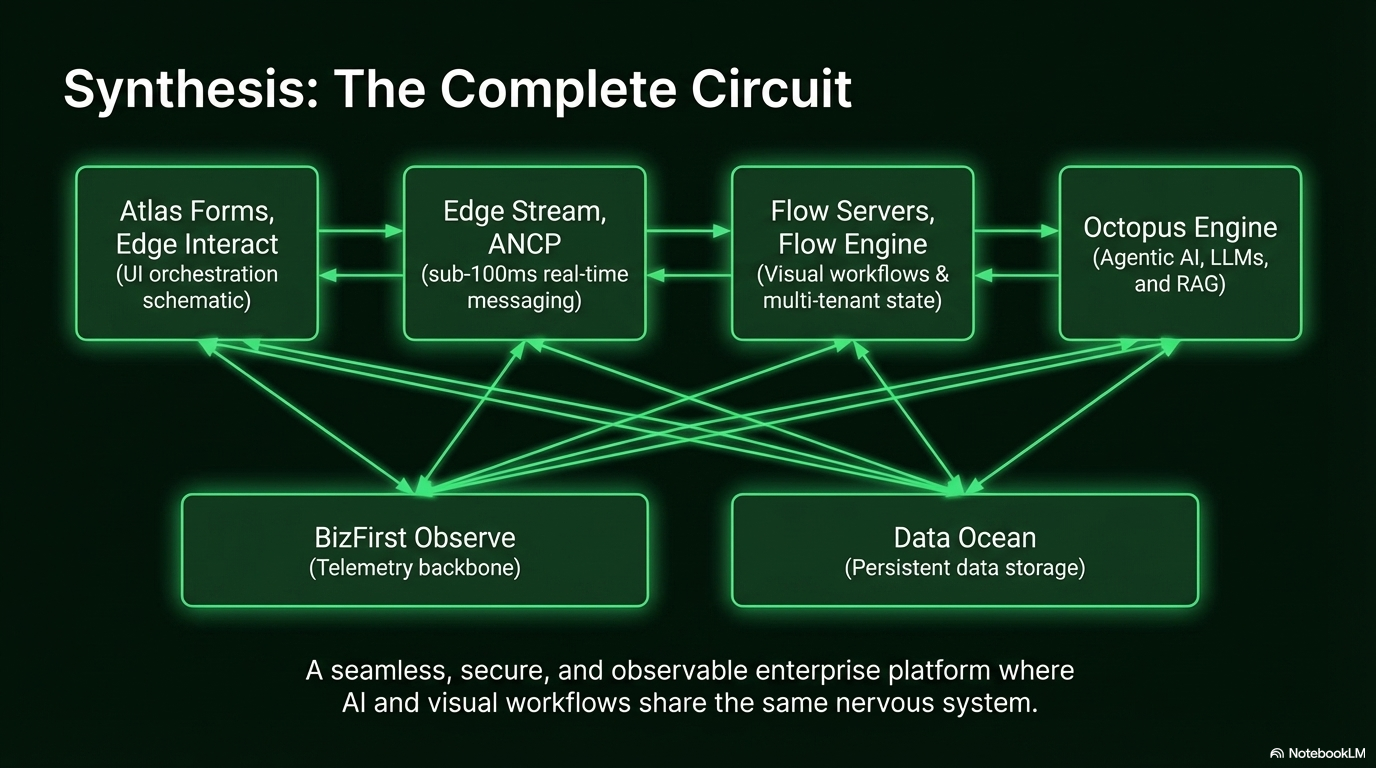 Synthesis: The Complete Circuit
Atlas Forms,
Edge Interact
(UI orchestration
schematic)
Edge Stream,
ANCP
(sub-100ms real-time
messaging)
Flow Servers,
Flow Engine
(Visual workflows &
multi-tenant state)
Octopus Engine
(Agentic AI, LLMs,
and RAG)
BizFirst Observe
(Telemetry backbone)
Data Ocean
(Persistent data storage)
A seamless, secure, and observable enterprise platform where
AI and visual workflows share the same nervous system.
NotebookLM